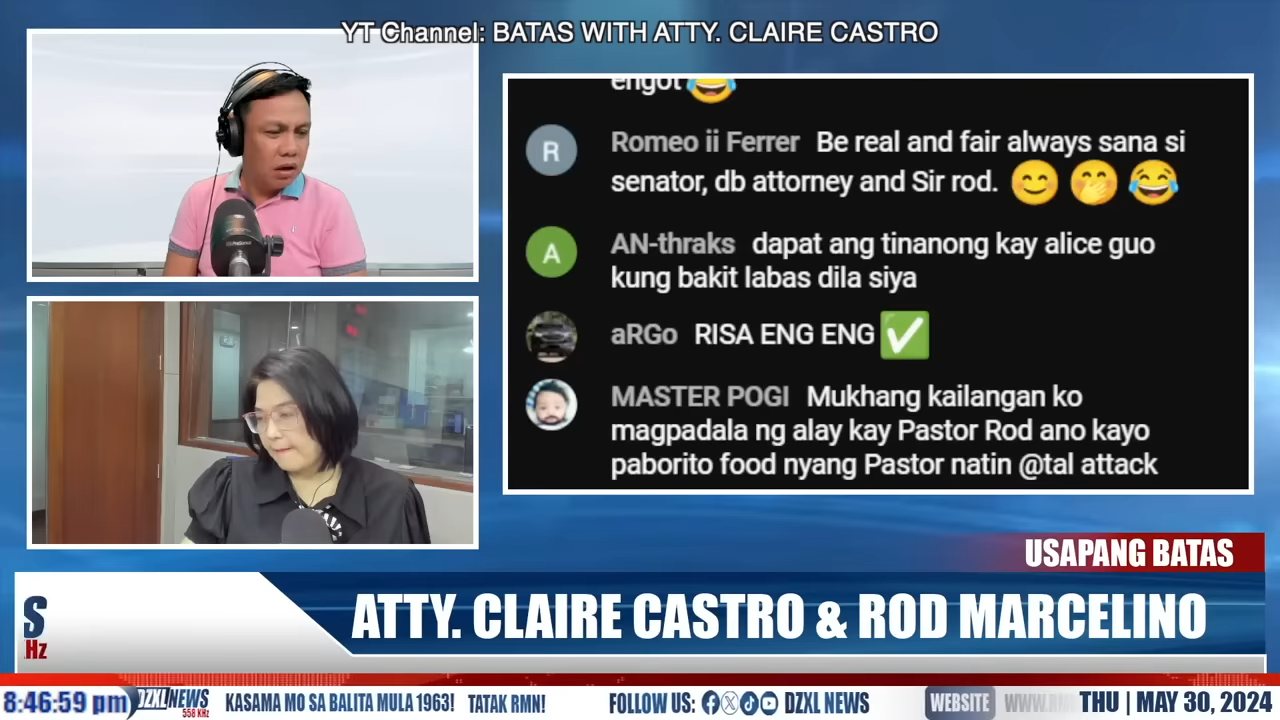 YT Channel: BATAS WITH ATTY. CLAIRE CASTRO
engot
R
Romeo ii Ferrer Be real and fair always sana si
senator, db attorney and Sir rod.
A
AN-thraks dapat ang tinanong kay alice guo
kung bakit labas dila siya
aRGo RISA ENG ENG
MASTER POGI Mukhang kailangan ko
magpadala ng alay kay Pastor Rod ano kayo
paborito food nyang Pastor natin @tal attack
USAPANG BATAS
ATTY. CLAIRE CASTRO & ROD MARCELINO
S
Hz
8:46:59 pm DZXL NEWS 558 KHz KASAMA MO SA BALITA MULA 1963! TATAK RMN! FOLLOW US: DZXL NEWS WEBSITE THU | MAY 30, 2024